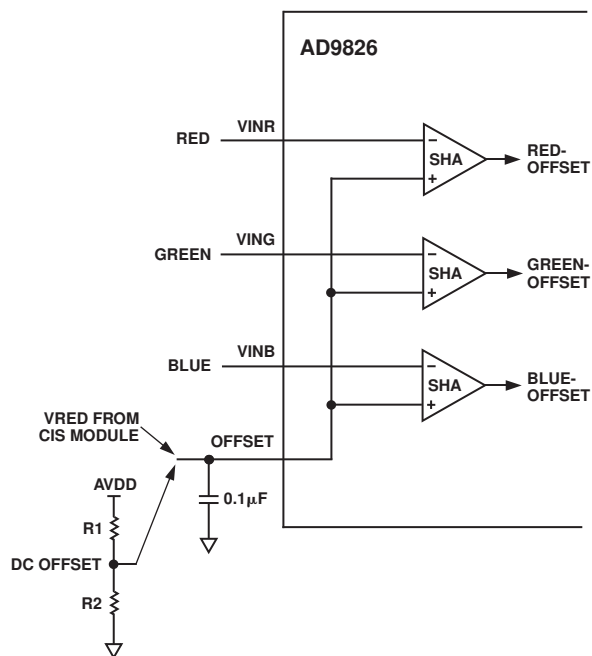 AD9826
VINR
RED
SHA
−
+
RED-
OFFSET
VING
GREEN
SHA
−
+
GREEN-
OFFSET
VINB
BLUE
SHA
−
+
BLUE-
OFFSET
VRED FROM
CIS MODULE
OFFSET
AVDD
0.1μF
R1
DC OFFSET
R2